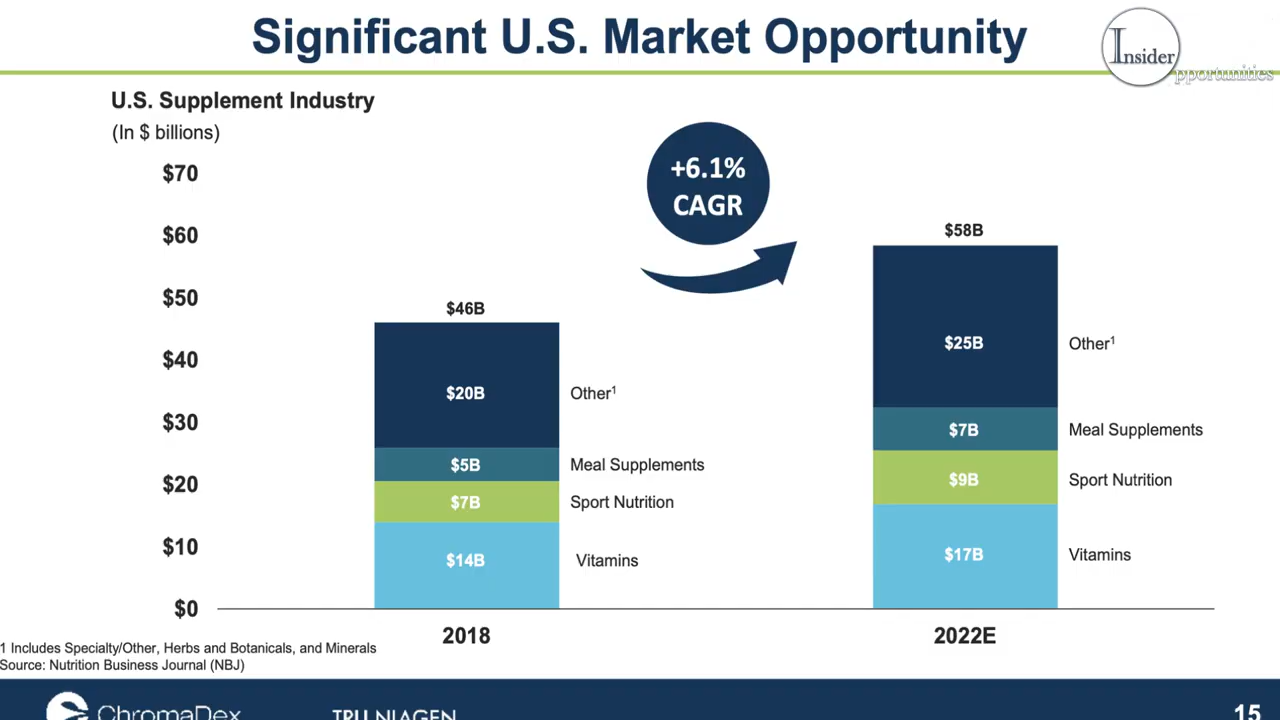 Significant U.S. Market Opportunity
Insider
pportunities
U.S. Supplement Industry
(In $ billions)
+6.1%
CAGR
$70
$60
$50
$40
$30
$20
$10
$0
$46B
$20B
Other¹
$5B
Meal Supplements
$7B
Sport Nutrition
$14B
Vitamins
$58B
$25B
Other¹
$7B
Meal Supplements
$9B
Sport Nutrition
$17B
Vitamins
2018
2022E
1 Includes Specialty/Other, Herbs and Botanicals, and Minerals
Source: Nutrition Business Journal (NBJ)
ChromaDex
TRU NIAGEN
15